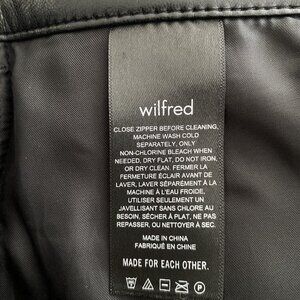 wilfred
CLOSE ZIPPER BEFORE CLEANING,
MACHINE WASH COLD
SEPARATELY, ONLY
NON-CHLORINE BLEACH WHEN
NEEDED, DRY FLAT, DO NOT IRON,
OR DRY CLEAN. FERMER LA
FERMETURE ÉCLAIR AVANT DE
LAVER, LAVER SÉPARÉMENT À LA
MACHINE À L'EAU FROIDE,
UTILISER SEULEMENT UN
JAVELLISANT SANS CHLORE AU
BESOIN, SÉCHER À PLAT, NE PAS
REPASSER, OU NETTOYER À SEC.
MADE IN CHINA
FABRIQUÉ EN CHINE
MADE FOR EACH OTHER.